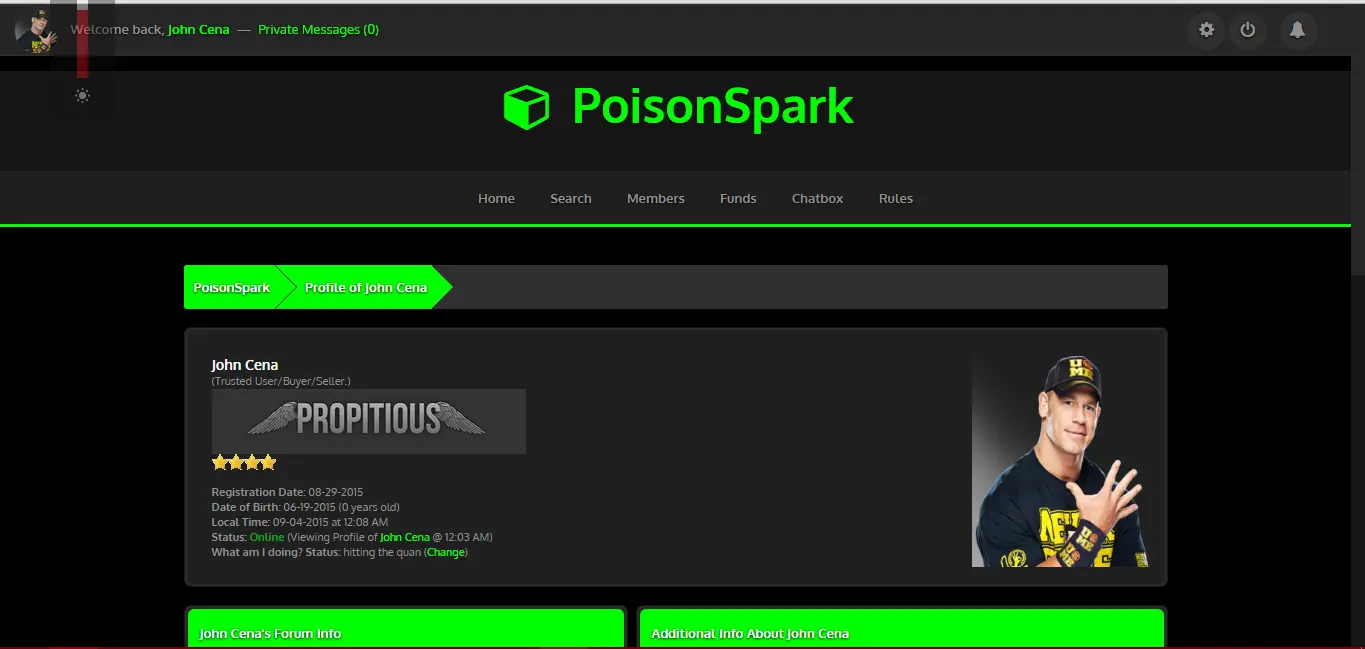 Welcome back, John Cena — Private Messages (0)
PoisonSpark
Home Search Members Funds Chatbox Rules
PoisonSpark Profile of John Cena
John Cena
(Trusted User/Buyer/Seller.)
PROPITIOUS
Registration Date: 08-29-2015
Date of Birth: 06-19-2015 (0 years old)
Local Time: 09-04-2015 at 12:08 AM
Status: Online (Viewing Profile of John Cena @ 12:03 AM)
What am I doing? Status: hitting the quan (Change)
U
ME
U
ME
John Cena's Forum Info Additional Info About John Cena